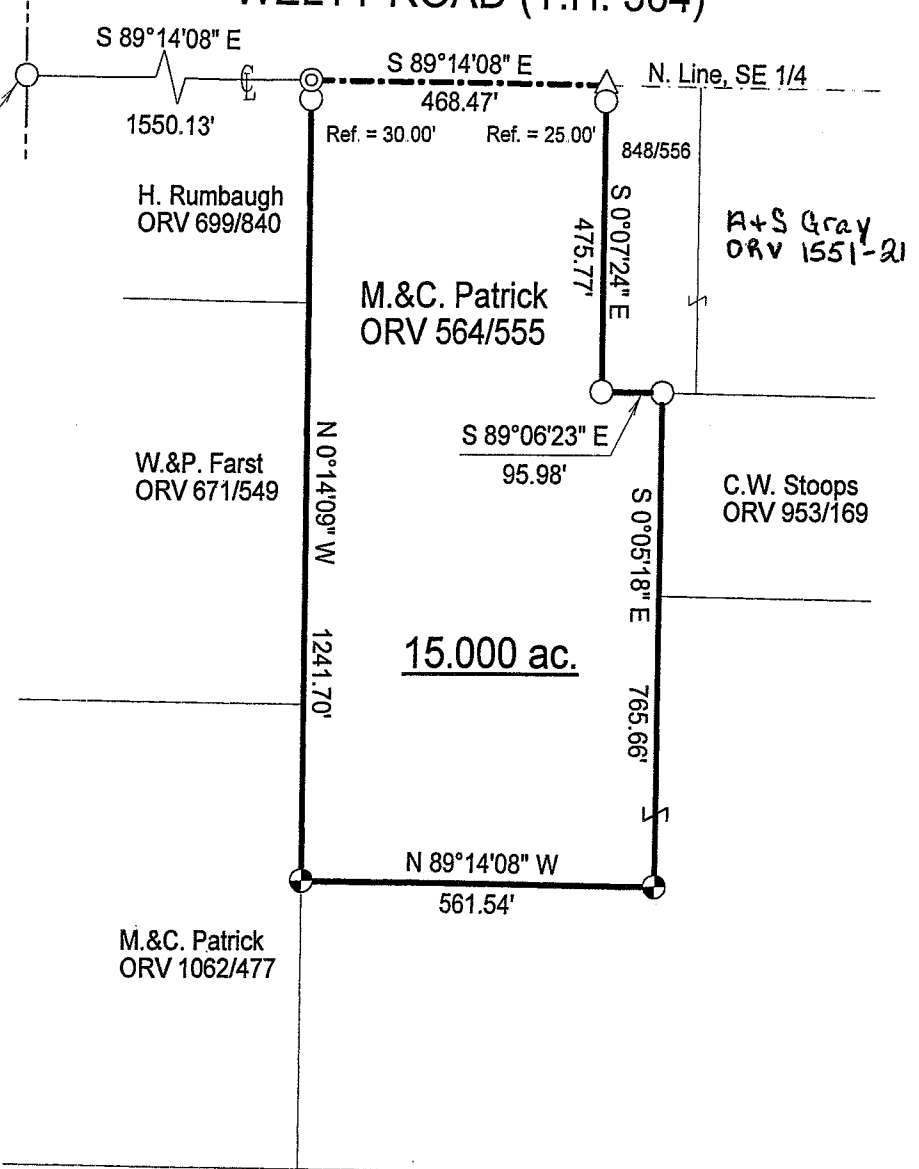 S 89°14'08" E
1550.13'
S 89°14'08" E
468.47'
N. Line, SE 1/4
Ref. = 30.00'
Ref. = 25.00'
848/556
H. Rumbaugh
ORV 699/840
S 0°07'24" E
475.77'
A+S Gray
ORV 1551-21
M.&C. Patrick
ORV 564/555
S 89°06'23" E
95.98'
W.&P. Farst
ORV 671/549
N 0°14'09" W
1241.70'
C.W. Stoops
ORV 953/169
S 0°05'18" E
765.66'
15.000 ac.
N 89°14'08" W
561.54'
M.&C. Patrick
ORV 1062/477